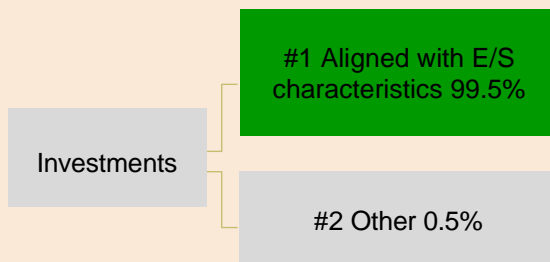 #1 Aligned with E/S
characteristics 99.5%
Investments
#2 Other 0.5%